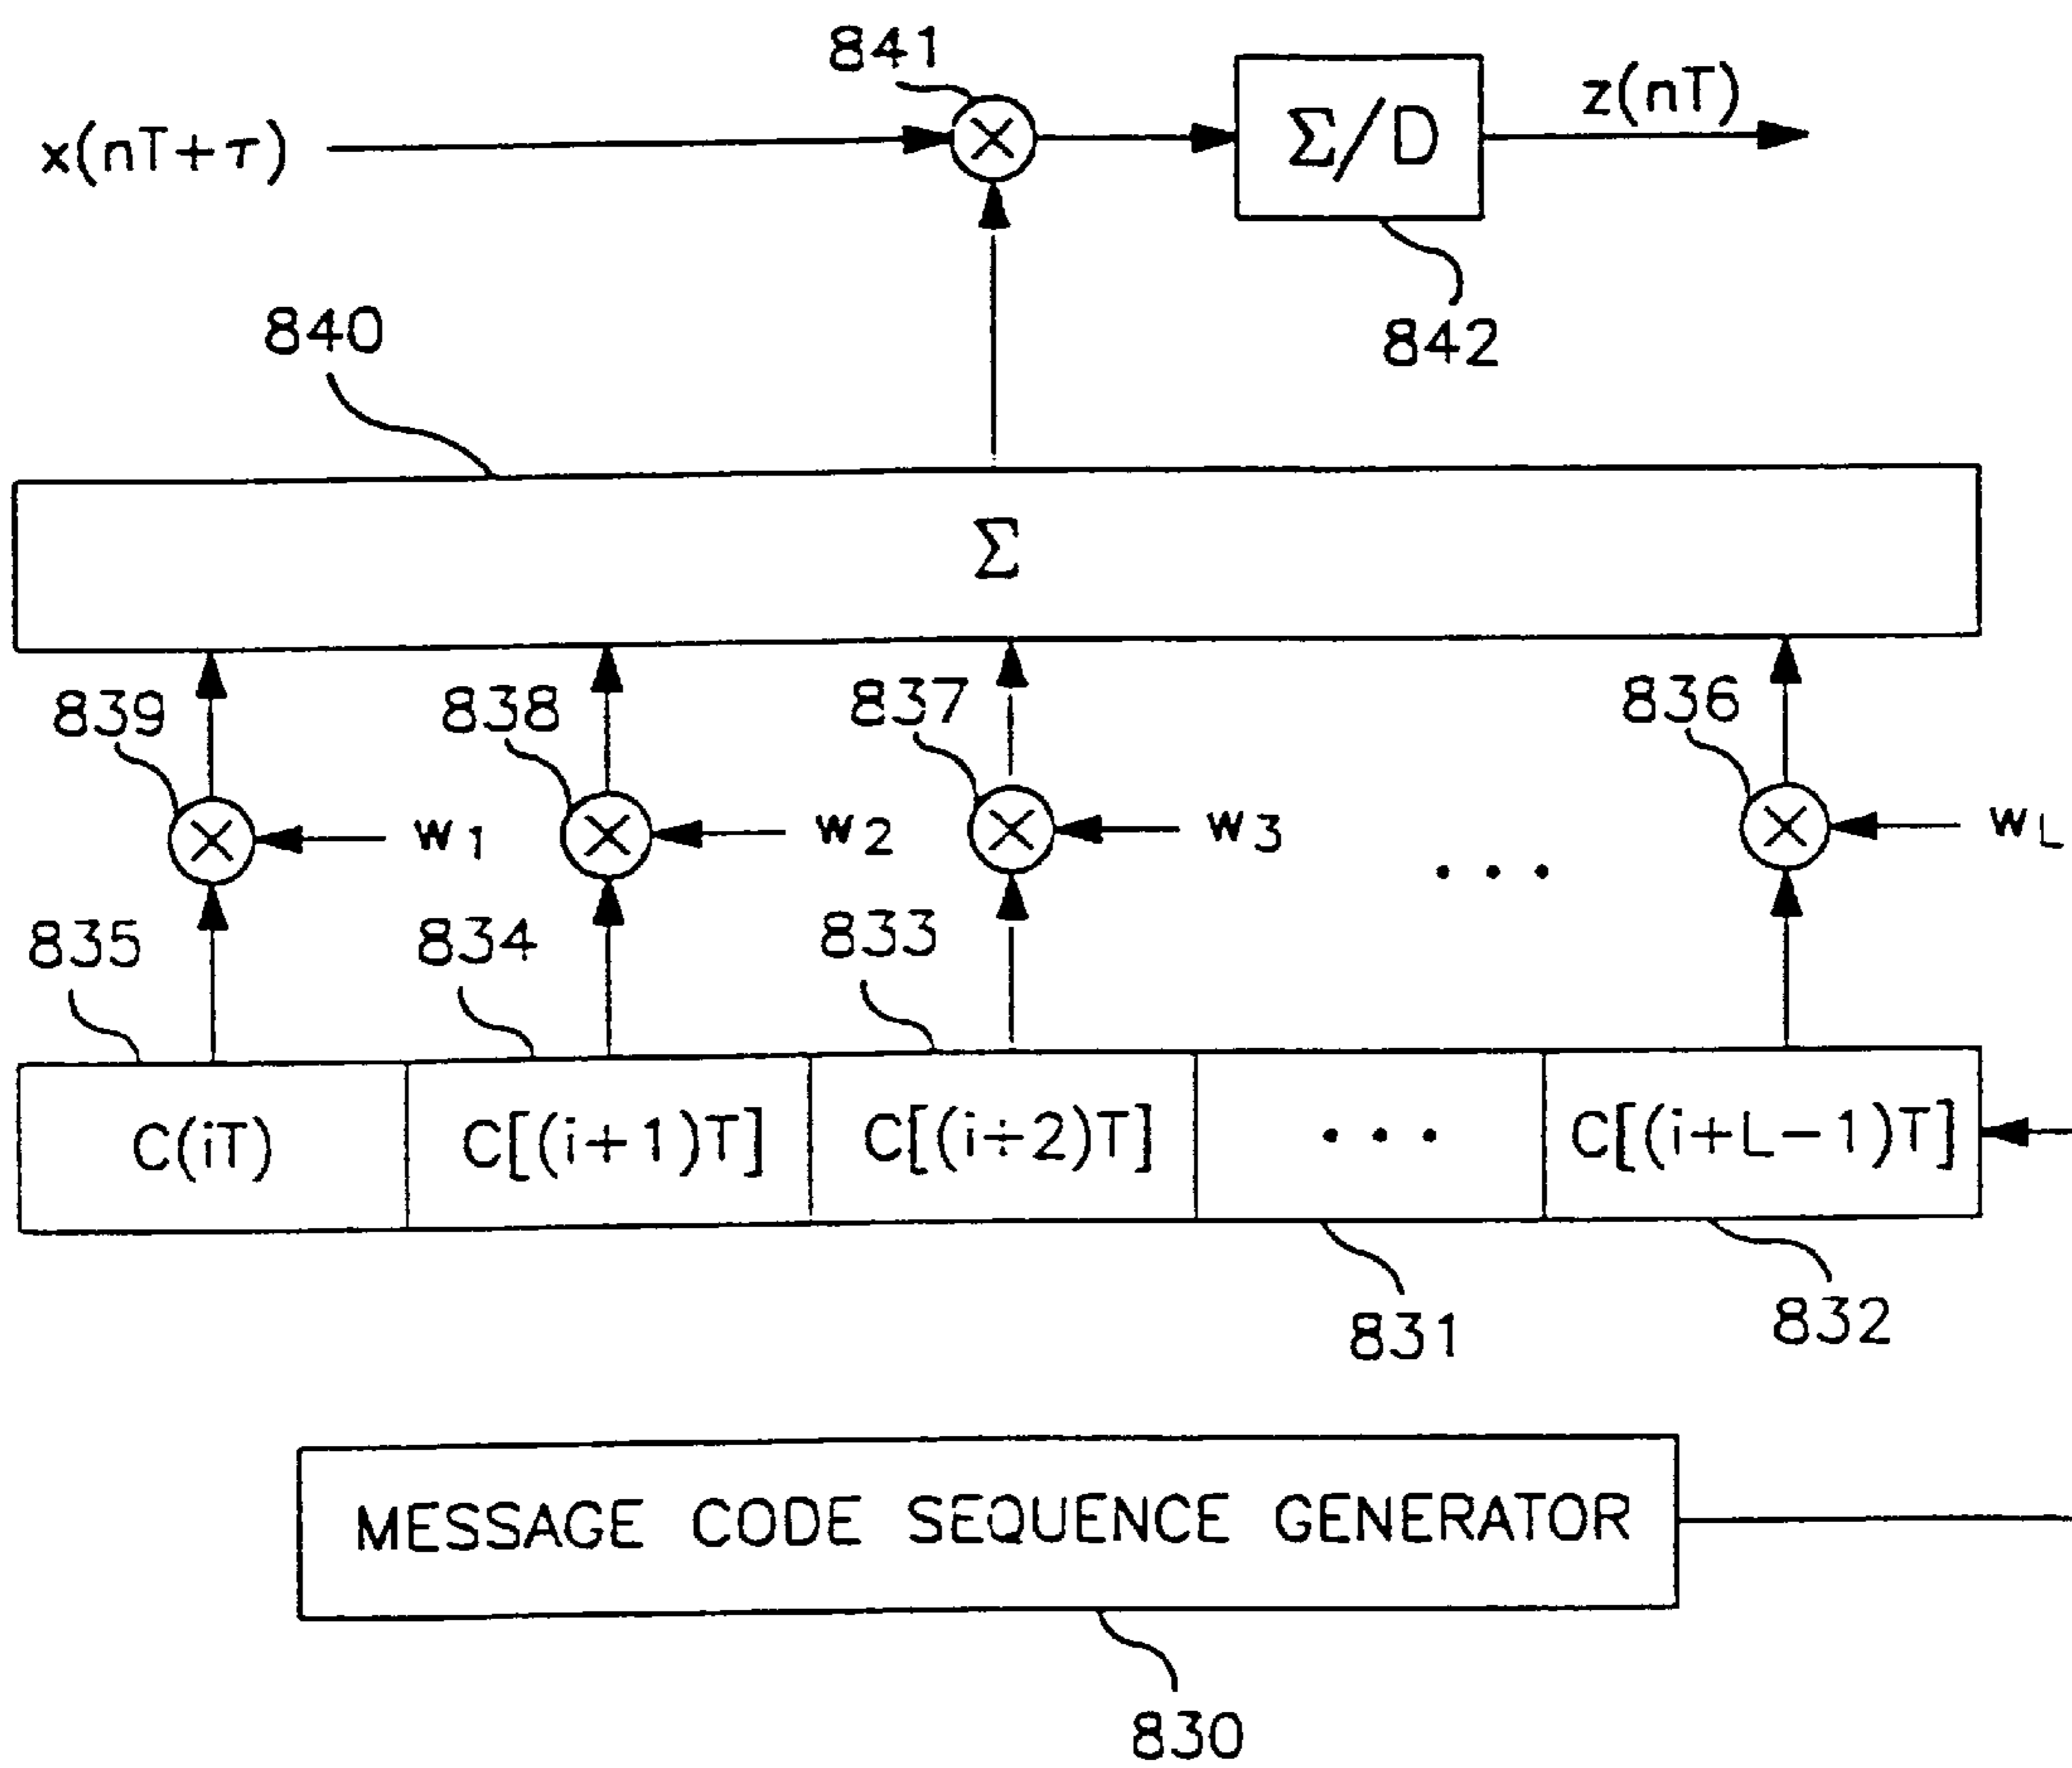 841
x(nT+τ)
Σ/D
z(nT)
842
840
Σ
839
838
837
836
w1
w2
w3
wL
...
835
834
833
C(iT)
C[(i+1)T]
C[(i÷2)T]
...
C[(i+L-1)T]
831
832
MESSAGE CODE SEQUENCE GENERATOR
830